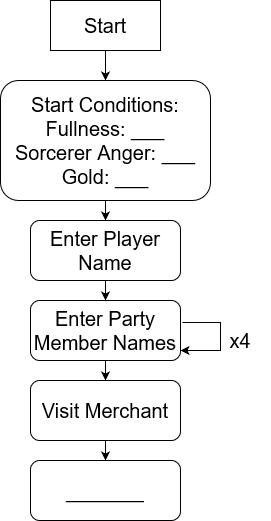 Start
Start Conditions:
Fullness: ___
Sorcerer Anger: ___
Gold: ___
Enter Player
Name
Enter Party
Member Names
x4
Visit Merchant
_______